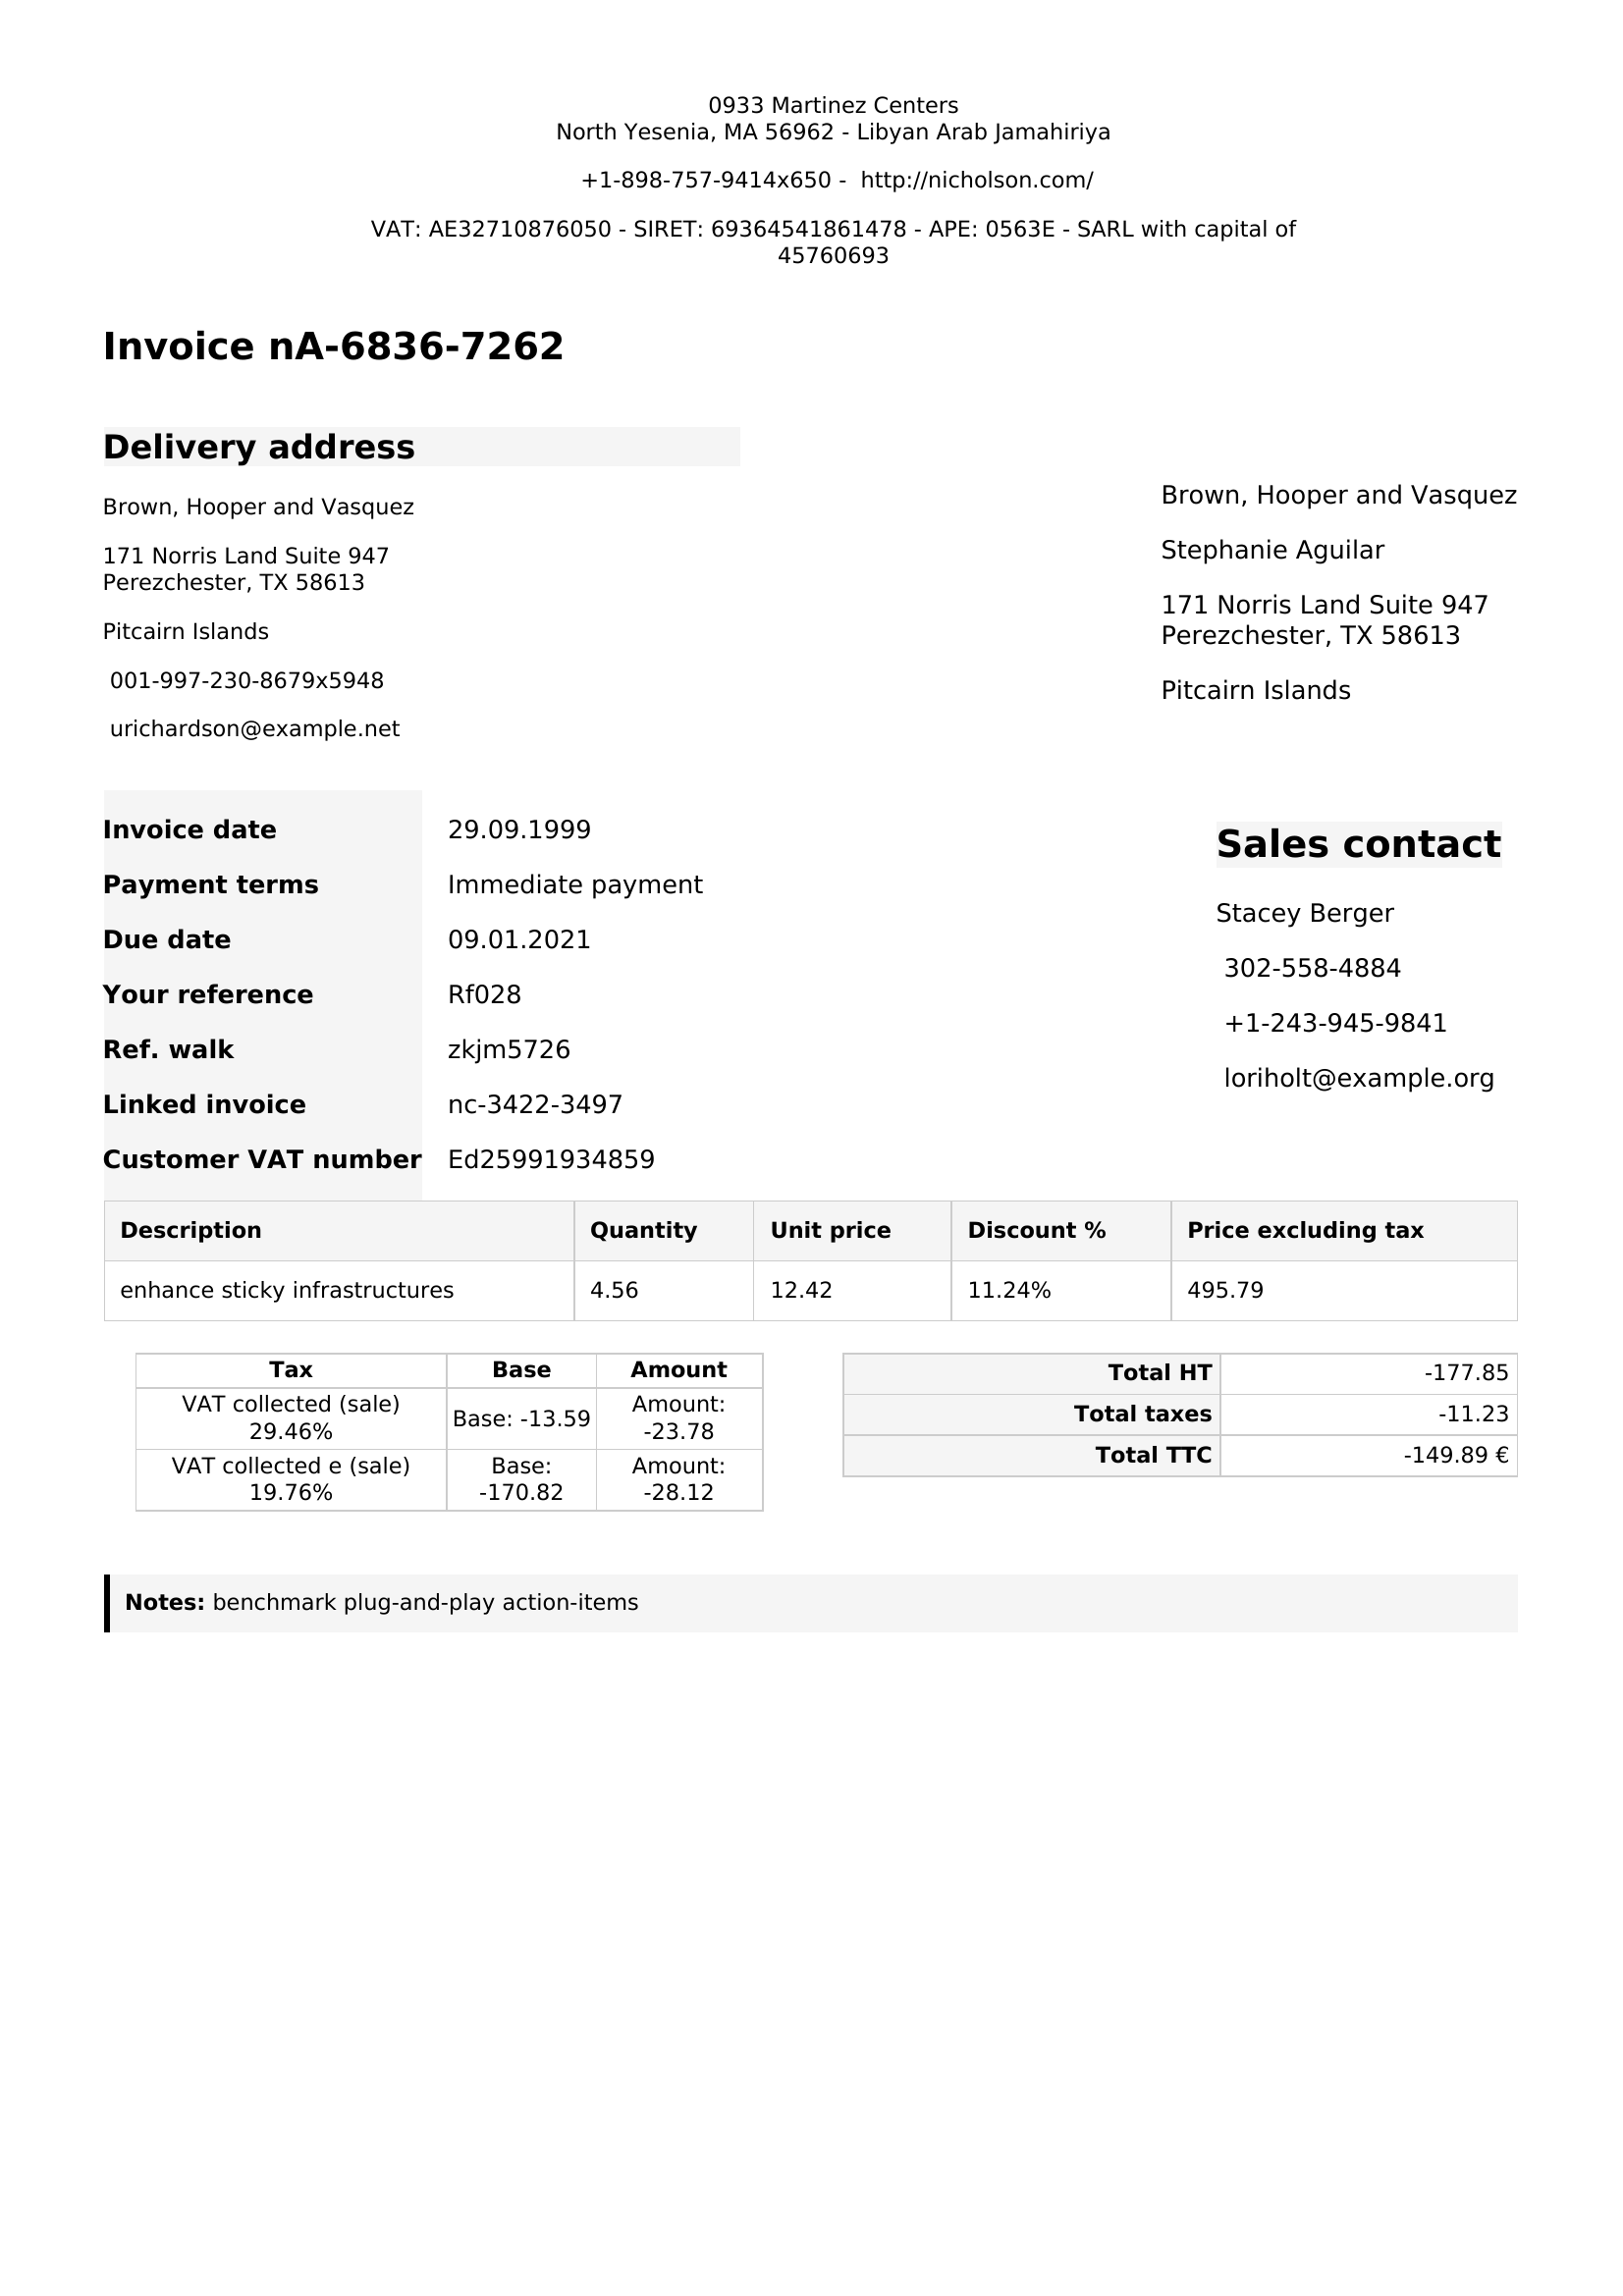 0933 Martinez Centers
North Yesenia, MA 56962 - Libyan Arab Jamahiriya
+1-898-757-9414x650 -  http://nicholson.com/
VAT: AE32710876050 - SIRET: 69364541861478 - APE: 0563E - SARL with capital of
45760693
Invoice nA-6836-7262
Delivery address
Brown, Hooper and Vasquez
171 Norris Land Suite 947
Perezchester, TX 58613
Pitcairn Islands
001-997-230-8679x5948
urichardson@example.net
Brown, Hooper and Vasquez
Stephanie Aguilar
171 Norris Land Suite 947
Perezchester, TX 58613
Pitcairn Islands
Invoice date 29.09.1999
Payment terms Immediate payment
Due date 09.01.2021
Your reference Rf028
Ref. walk zkjm5726
Linked invoice nc-3422-3497
Customer VAT number Ed25991934859
Sales contact
Stacey Berger
302-558-4884
+1-243-945-9841
loriholt@example.org
Description Quantity Unit price Discount % Price excluding tax
enhance sticky infrastructures 4.56 12.42 11.24% 495.79
Tax Base Amount
VAT collected (sale)
29.46%
Base: -13.59
Amount:
-23.78
VAT collected e (sale)
19.76%
Base:
-170.82
Amount:
-28.12
Total HT -177.85
Total taxes -11.23
Total TTC -149.89 €
Notes: benchmark plug-and-play action-items